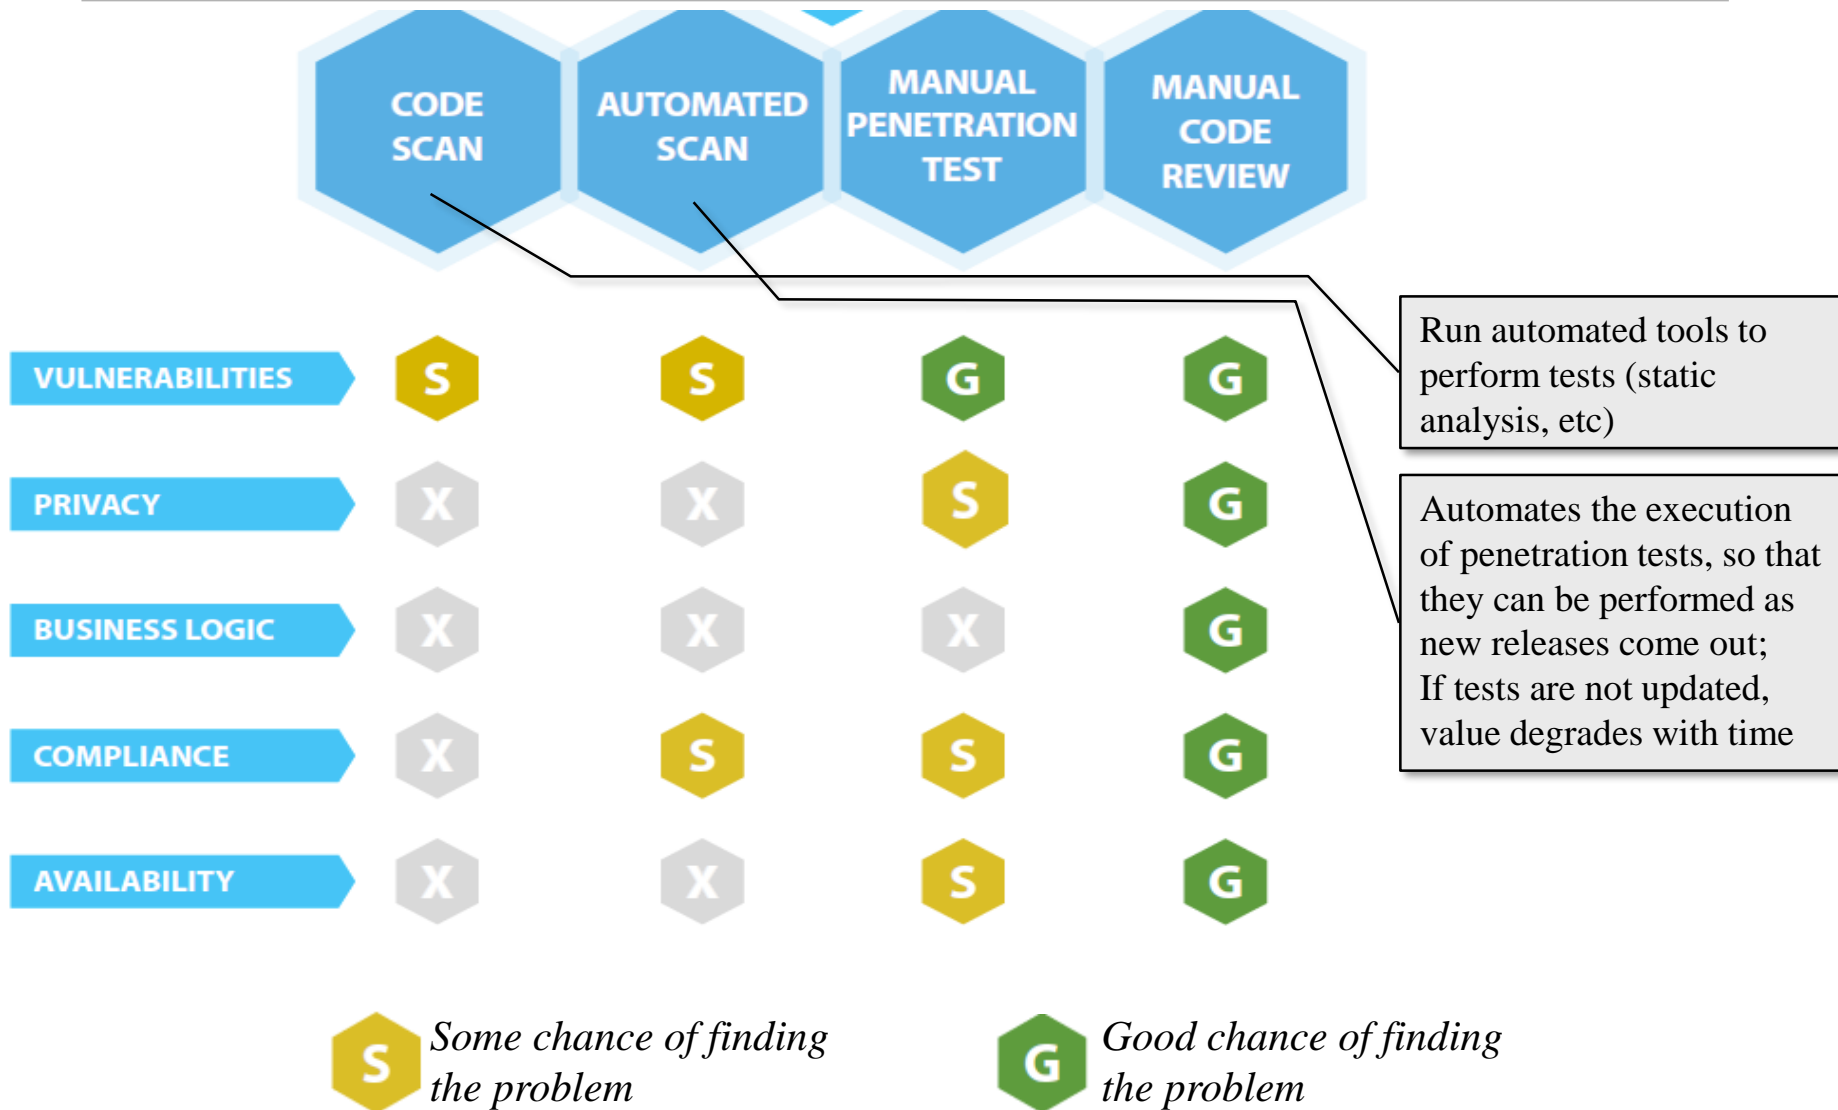 CODE
SCAN
AUTOMATED
SCAN
MANUAL
PENETRATION
TEST
MANUAL
CODE
REVIEW
Run automated tools to
perform tests (static
analysis, etc)
Automates the execution
of penetration tests, so that
they can be performed as
new releases come out;
If tests are not updated,
value degrades with time
VULNERABILITIES S S G G
PRIVACY X X S G
BUSINESS LOGIC X X X G
COMPLIANCE X S S G
AVAILABILITY X X S G
S Some chance of finding
the problem
G Good chance of finding
the problem